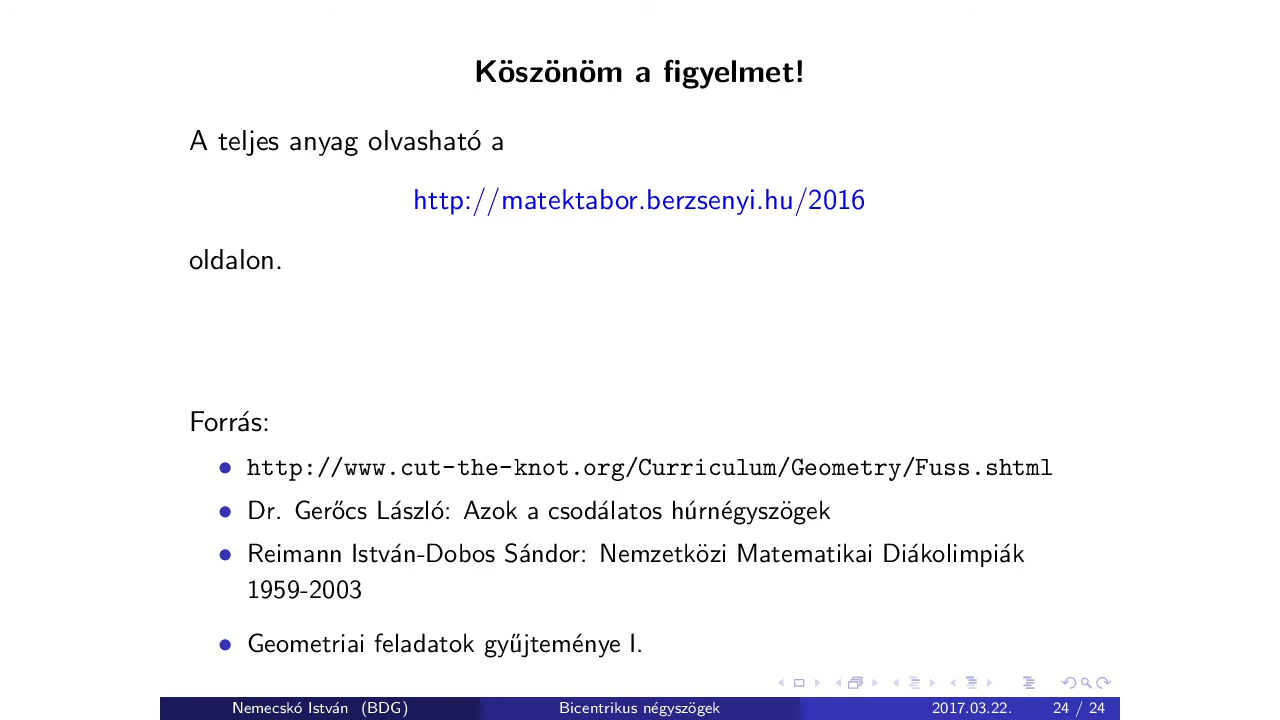 Köszönöm a figyelmet!
A teljes anyag olvasható a
http://matektabor.berzsenyi.hu/2016
oldalon.
Forrás:
• http://www.cut-the-knot.org/Curriculum/Geometry/Fuss.shtml
• Dr. Gerőcs László: Azok a csodálatos húrnégyszögek
• Reimann István-Dobos Sándor: Nemzetközi Matematikai Diákolimpiák
1959-2003
• Geometriai feladatok gyűjteménye I.
Nemecskó István (BDG) Bicentrikus négyszögek 2017.03.22. 24 / 24